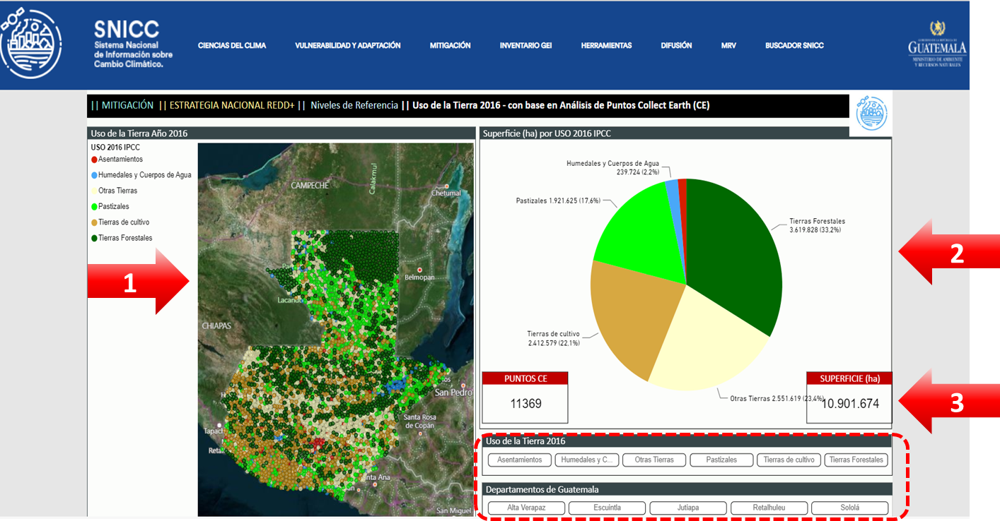 SNICC
Sistema Nacional
de Información sobre
Cambio Climático.
CIENCIAS DEL CLIMA
VULNERABILIDAD Y ADAPTACIÓN
MITIGACIÓN
INVENTARIO GEI
HERRAMIENTAS
DIFUSIÓN
MRV
BUSCADOR SNICC
GUATEMALA
MINISTERIO DE AMBIENTE
Y RECURSOS NATURALES
|| MITIGACIÓN || ESTRATEGIA NACIONAL REDD+ || Niveles de Referencia || Uso de la Tierra 2016 - con base en Análisis de Puntos Collect Earth (CE)
Uso de la Tierra Año 2016
USO 2016 IPCC
Asentamientos
Humedales y Cuerpos de Agua
Otras Tierras
Pastizales
Tierras de cultivo
Tierras Forestales
1
CAMPECHE
Calakmul
Chetumal
Belmopan
Lacand
CHIAPAS
San Pedro
Santa Rosa
de Copán
Tapacl
Retal
nta Ana
San Miguel
Superficie (ha) por USO 2016 IPCC
Humedales y Cuerpos de Agua
239.724 (2,2%)
Pastizales 1.921.625 (17,6%)
Tierras Forestales
3.619.828 (33,2%)
Tierras de cultivo
2.412.579 (22,1%)
Otras Tierras 2.551.619 (23,4%)
2
PUNTOS CE
11369
SUPERFICIE (ha)
10.901.674
3
Uso de la Tierra 2016
Asentamientos
Humedales y C...
Otras Tierras
Pastizales
Tierras de cultivo
Tierras Forestales
Departamentos de Guatemala
Alta Verapaz
Escuintla
Jutiapa
Retalhuleu
Sololá